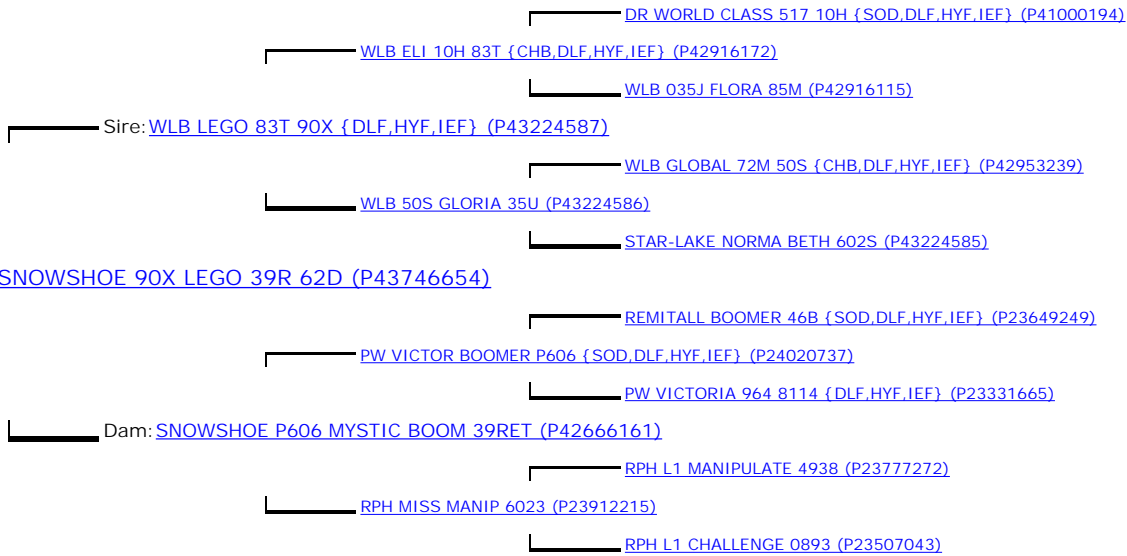 DR WORLD CLASS 517 10H {SOD,DLF,HYF,IEF} (P41000194)
WLB ELI 10H 83T {CHB,DLF,HYF,IEF} (P42916172)
WLB 035J FLORA 85M (P42916115)
Sire: WLB LEGO 83T 90X {DLF,HYF,IEF} (P43224587)
WLB GLOBAL 72M 50S {CHB,DLF,HYF,IEF} (P42953239)
WLB 50S GLORIA 35U (P43224586)
STAR-LAKE NORMA BETH 602S (P43224585)
SNOWSHOE 90X LEGO 39R 62D (P43746654)
REMITALL BOOMER 46B {SOD,DLF,HYF,IEF} (P23649249)
PW VICTOR BOOMER P606 {SOD,DLF,HYF,IEF} (P24020737)
PW VICTORIA 964 8114 {DLF,HYF,IEF} (P23331665)
Dam: SNOWSHOE P606 MYSTIC BOOM 39RET (P42666161)
RPH L1 MANIPULATE 4938 (P23777272)
RPH MISS MANIP 6023 (P23912215)
RPH L1 CHALLENGE 0893 (P23507043)